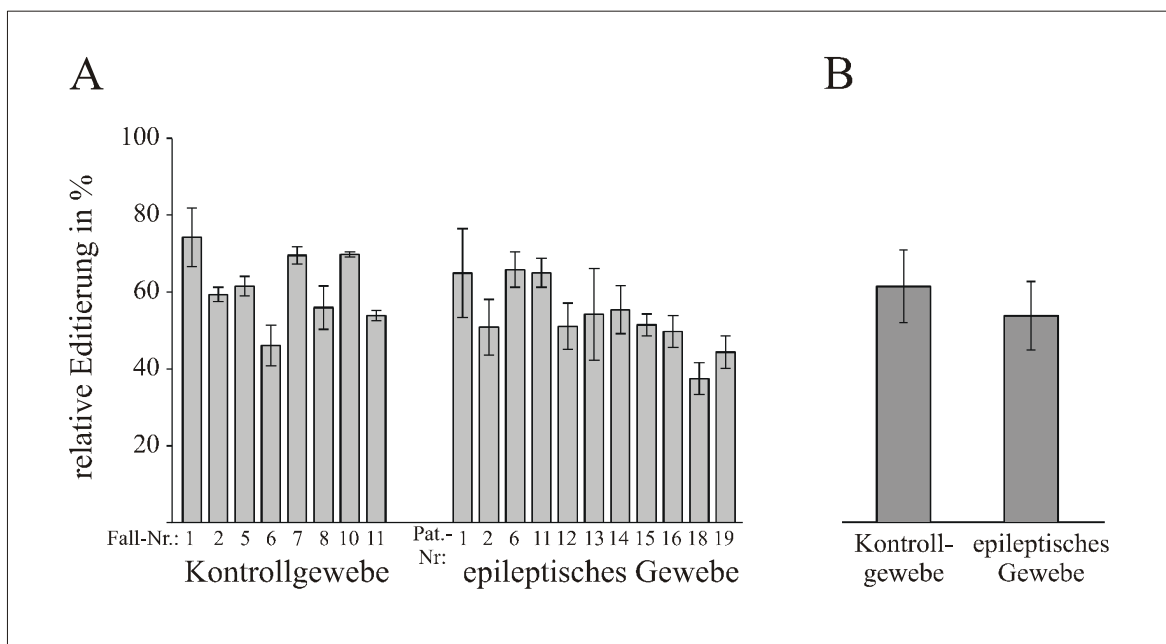 A
B
relative Editierung in %
100
80
60
40
20
Fall-Nr.: 1 2 5 6 7 8 10 11
Pat.-Nr: 1 2 6 11 12 13 14 15 16 18 19
Kontrollgewebe
epileptisches Gewebe
Kontroll-
gewebe
epileptisches
Gewebe